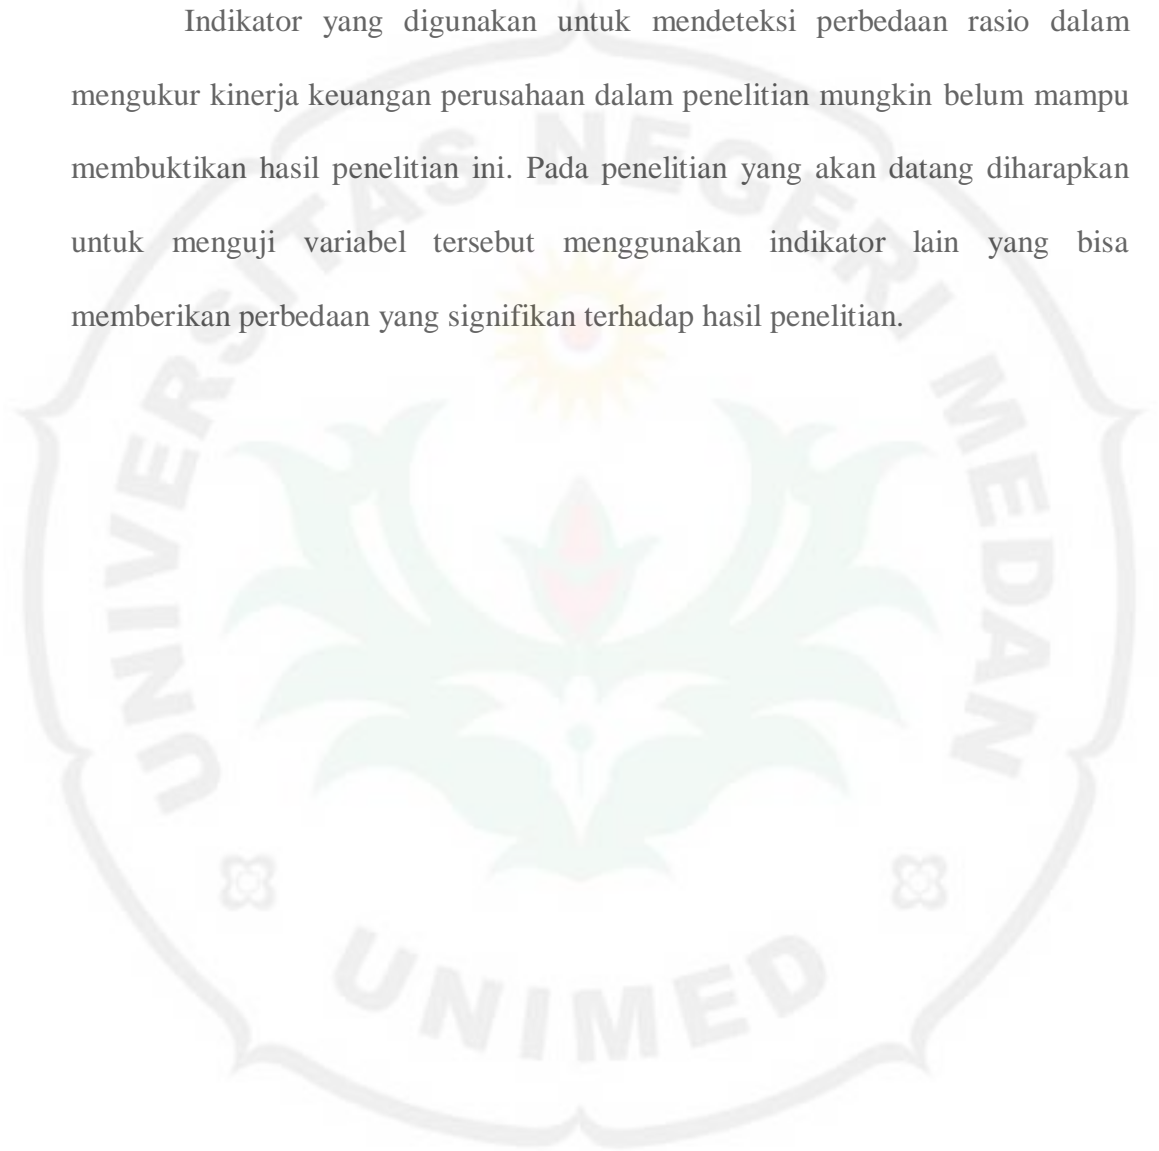 Indikator yang digunakan untuk mendeteksi perbedaan rasio dalam
mengukur kinerja keuangan perusahaan dalam penelitian mungkin belum mampu
membuktikan hasil penelitian ini. Pada penelitian yang akan datang diharapkan
untuk menguji variabel tersebut menggunakan indikator lain yang bisa
memberikan perbedaan yang signifikan terhadap hasil penelitian.
UNIVERSITAS NEGERI MEDAN
UNIMED